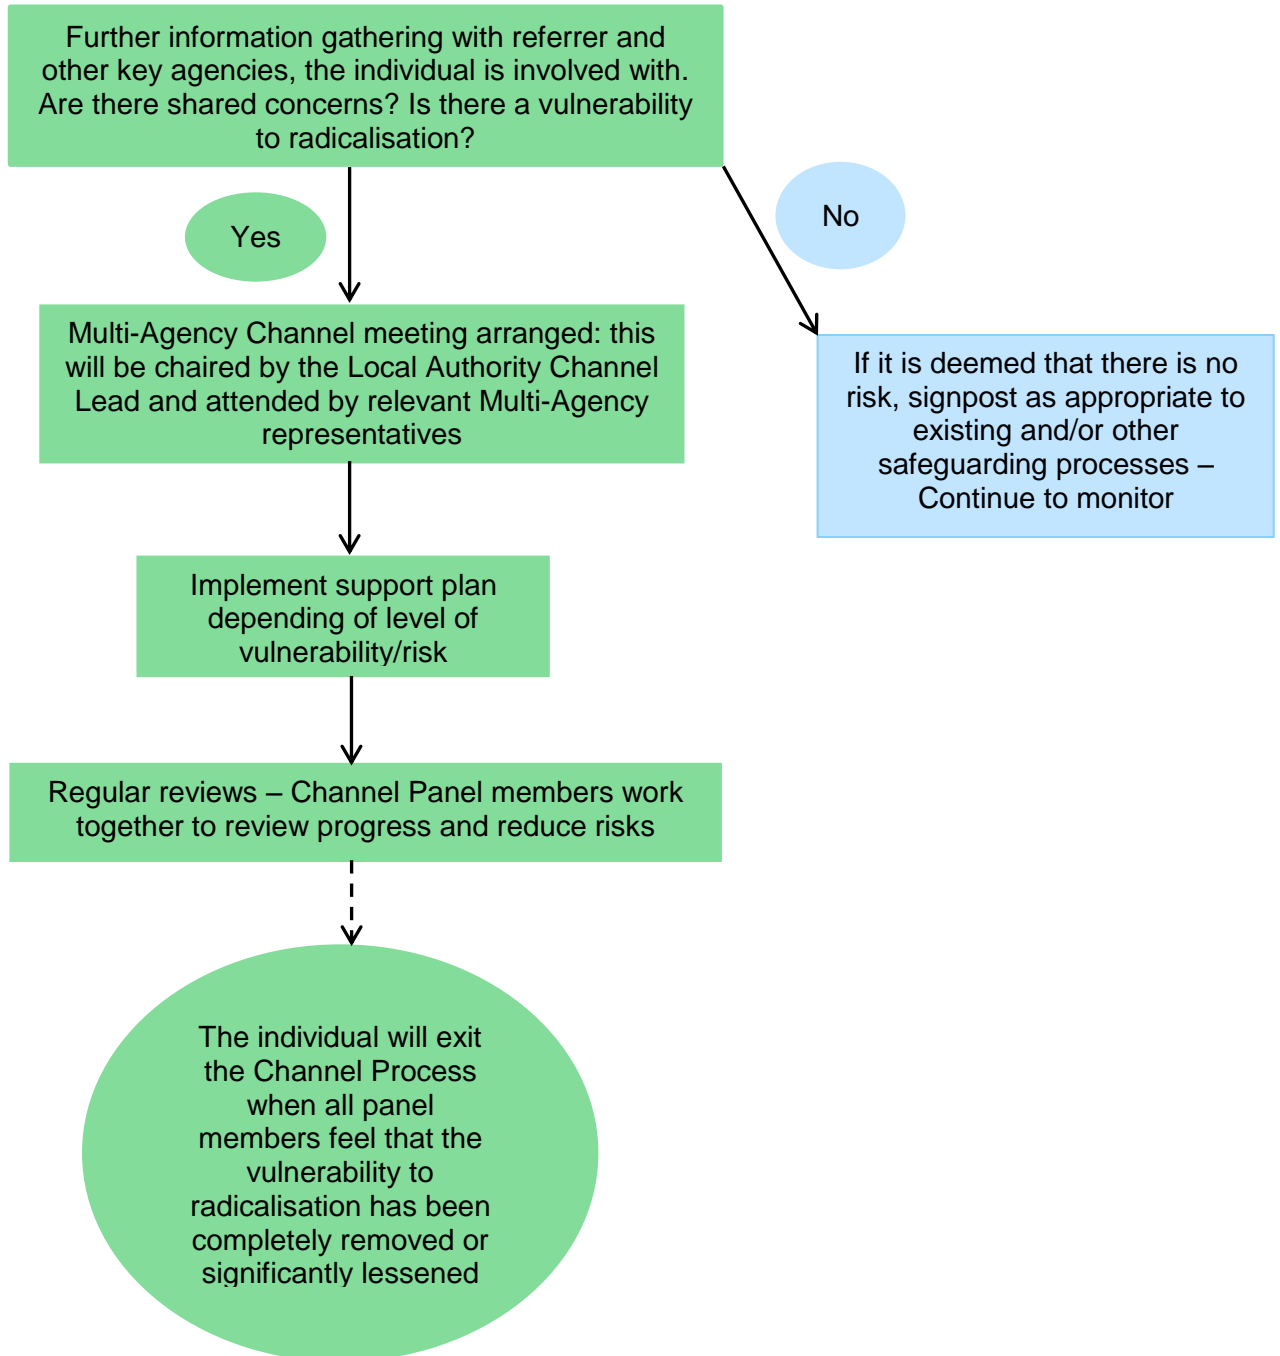 Further information gathering with referrer and
other key agencies, the individual is involved with.
Are there shared concerns? Is there a vulnerability
to radicalisation?
Yes
No
Multi-Agency Channel meeting arranged: this
will be chaired by the Local Authority Channel
Lead and attended by relevant Multi-Agency
representatives
If it is deemed that there is no
risk, signpost as appropriate to
existing and/or other
safeguarding processes –
Continue to monitor
Implement support plan
depending of level of
vulnerability/risk
Regular reviews – Channel Panel members work
together to review progress and reduce risks
The individual will exit
the Channel Process
when all panel
members feel that the
vulnerability to
radicalisation has been
completely removed or
significantly lessened